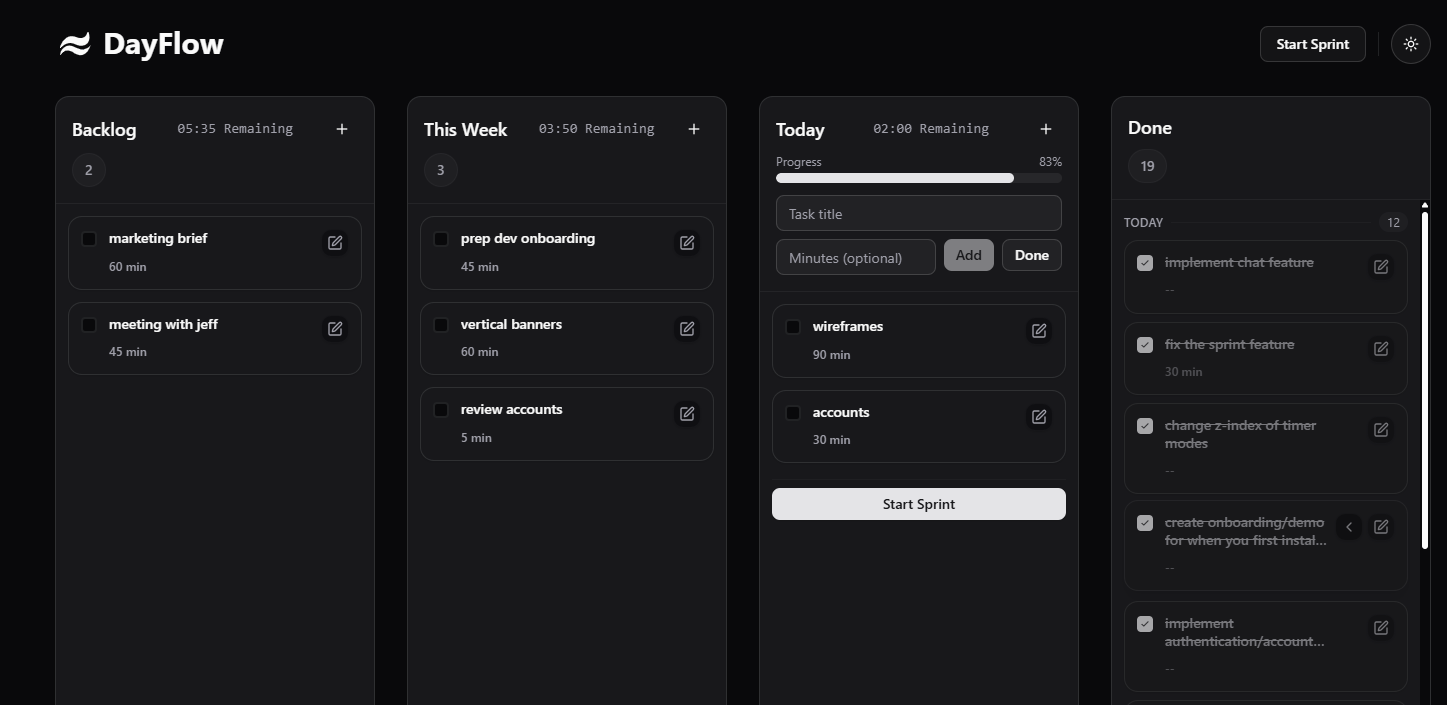 DayFlow
Start Sprint
Backlog
05:35 Remaining
+
2
marketing brief
60 min
meeting with jeff
45 min
This Week
03:50 Remaining
+
3
prep dev onboarding
45 min
vertical banners
60 min
review accounts
5 min
Today
02:00 Remaining
+
Progress
83%
Task title
Minutes (optional)
Add
Done
wireframes
90 min
accounts
30 min
Start Sprint
Done
19
TODAY
12
implement chat feature
--
fix the sprint feature
30 min
change z-index of timer
modes
--
create onboarding/demo
for when you first instal...
--
implement
authentication/account...
--